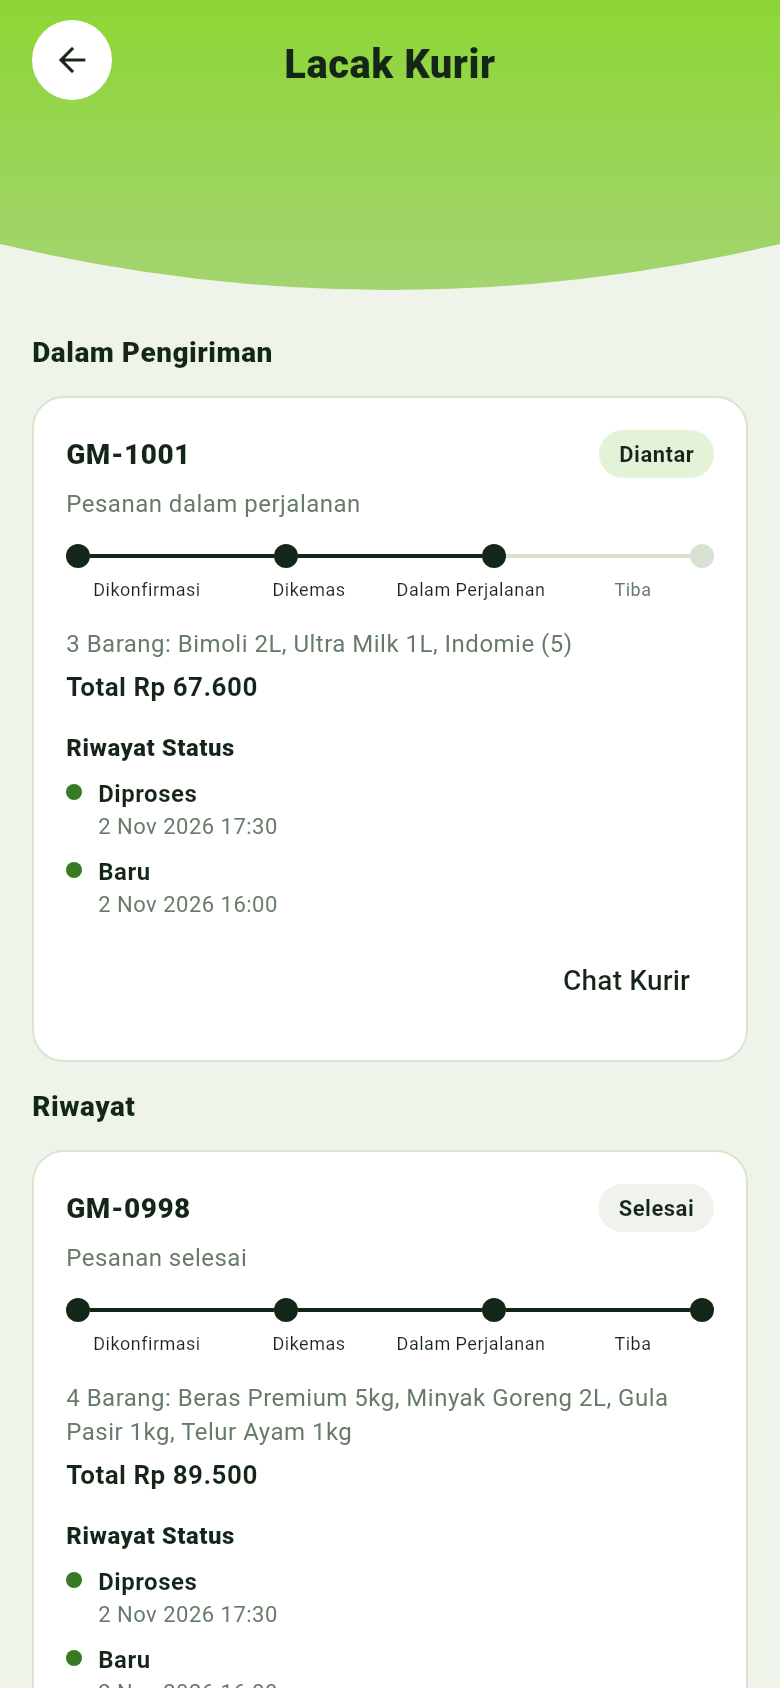 Lacak Kurir
Dalam Pengiriman
GM-1001
Diantar
Pesanan dalam perjalanan
Dikonfirmasi Dikemas Dalam Perjalanan Tiba
3 Barang: Bimoli 2L, Ultra Milk 1L, Indomie (5)
Total Rp 67.600
Riwayat Status
Diproses
2 Nov 2026 17:30
Baru
2 Nov 2026 16:00
Chat Kurir
Riwayat
GM-0998
Selesai
Pesanan selesai
Dikonfirmasi Dikemas Dalam Perjalanan Tiba
4 Barang: Beras Premium 5kg, Minyak Goreng 2L, Gula
Pasir 1kg, Telur Ayam 1kg
Total Rp 89.500
Riwayat Status
Diproses
2 Nov 2026 17:30
Baru